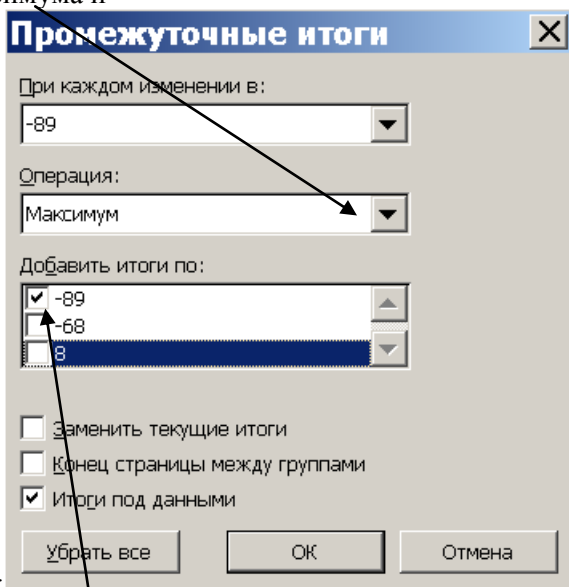 Промежуточные итоги
При каждом изменении в:
-89
Операция:
Максимум
Добавить итоги по:
-89
-68
8
Заменить текущие итоги
Конец страницы между группами
Итоги под данными
Убрать все ОК Отмена